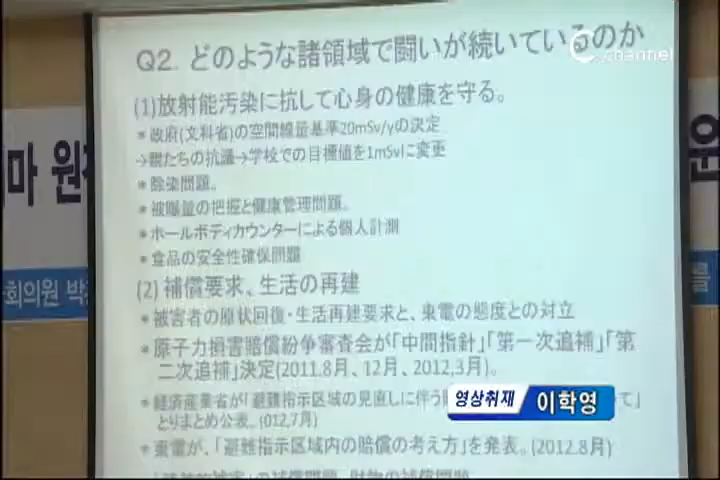 Q2. どのような諸領域で闘いが続いているのか
channel
(1)放射能汚染に抗して心身の健康を守る。
* 政府(文科省)の空間線量基準20mSv/yの決定
→親たちの抗議→学校での目標値を1mSvに変更
* 除染問題。
* 被曝量の把握と健康管理問題。
* ホールボディカウンターによる個人計測
* 食品の安全性確保問題
(2) 補償要求、生活の再建
* 被害者の原状回復・生活再建要求と、東電の態度との対立
* 原子力損害賠償紛争審査会が「中間指針」「第一次追補」「第
二次追補」決定(2011.8月、12月、2012,3月)。
* 経済産業省が「避難指示区域の見直しに伴う
て」
とりまとめ公表。(012,7月)
* 東電が、「避難指示区域内の賠償の考え方」を発表。(2012.8月)
마 원
회의원 박
를
영상취재 이학영